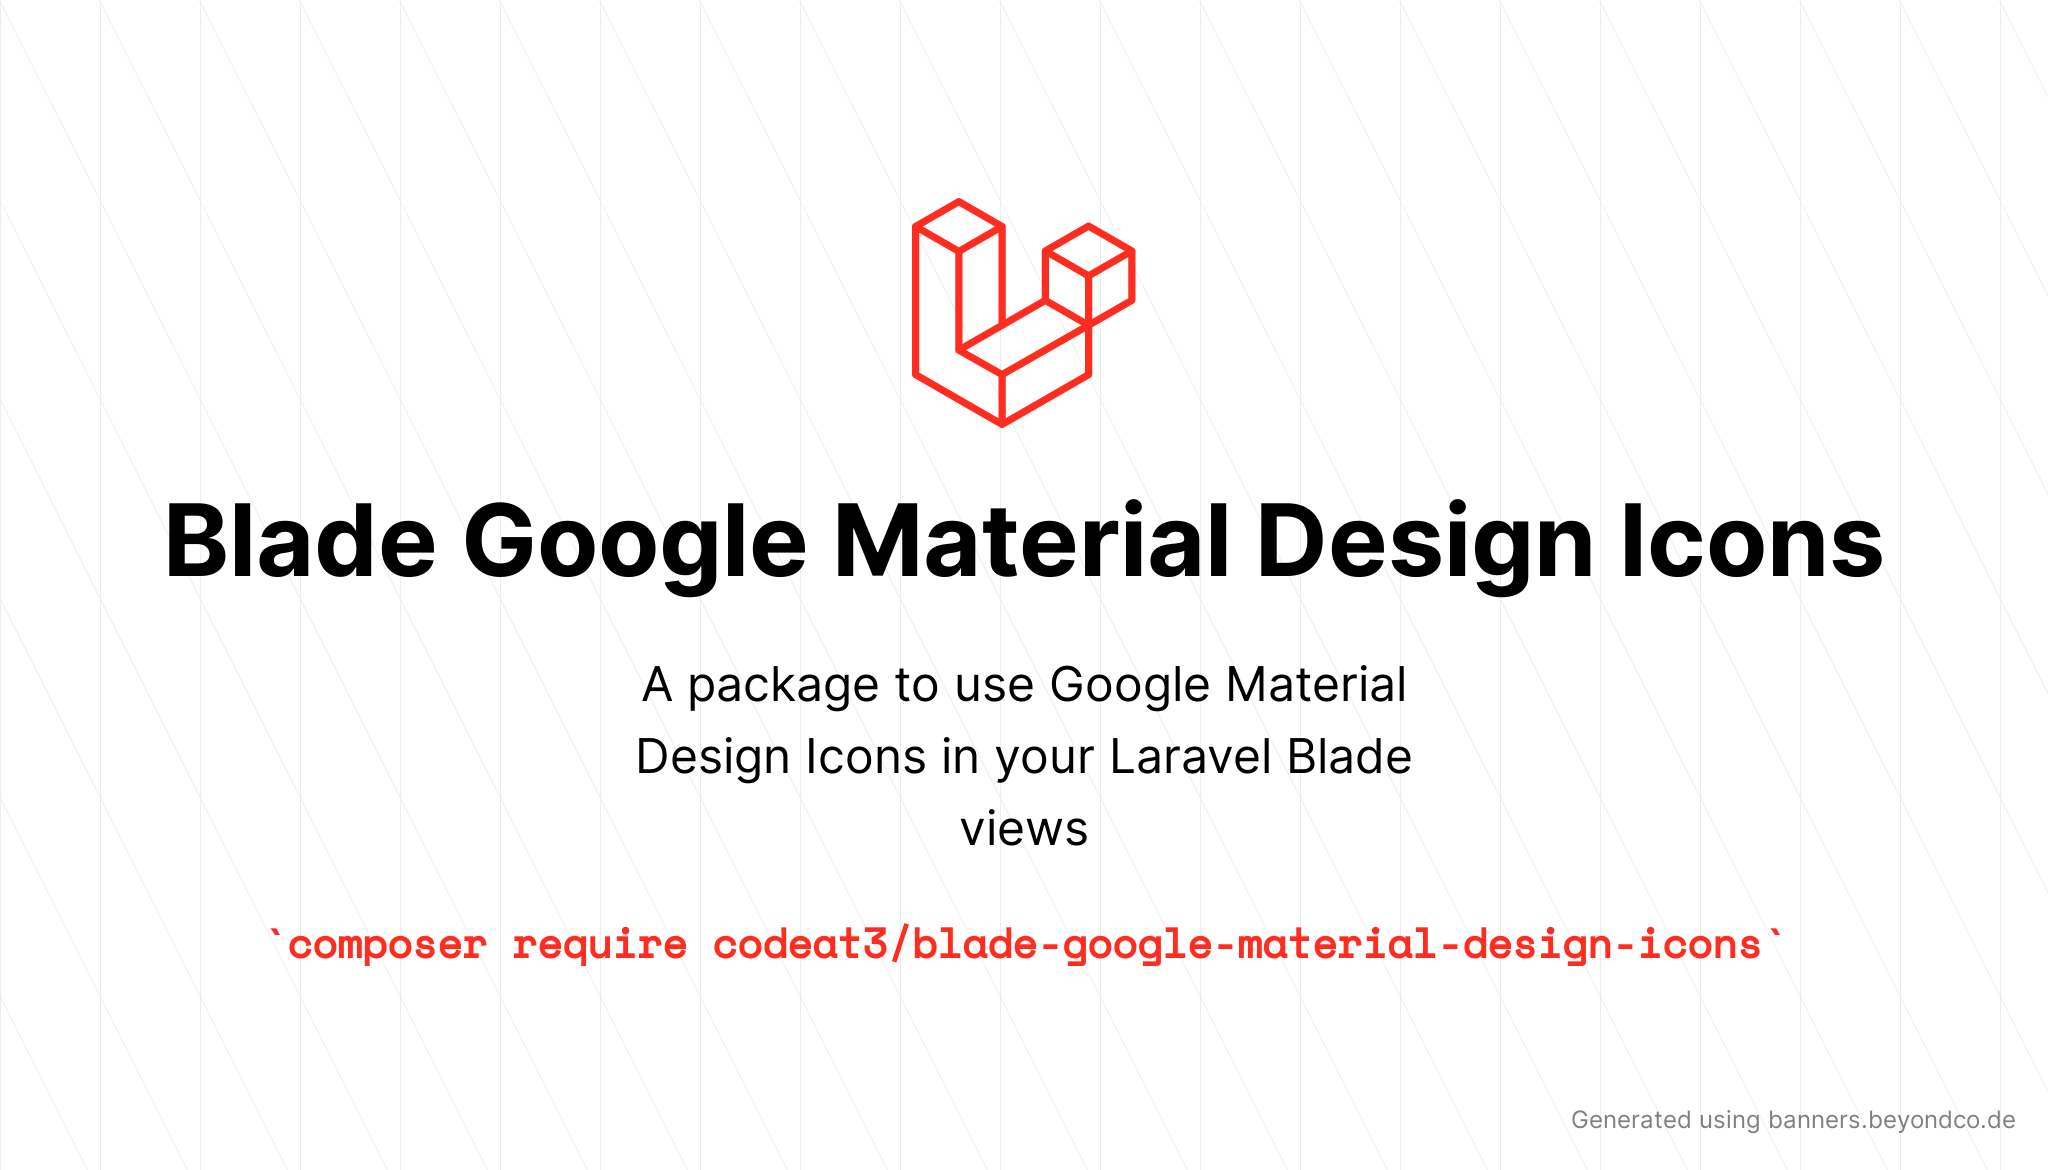 Blade Google Material Design Icons
A package to use Google Material
Design Icons in your Laravel Blade
views
`composer require codeat3/blade-google-material-design-icons`
Generated using banners.beyondco.de